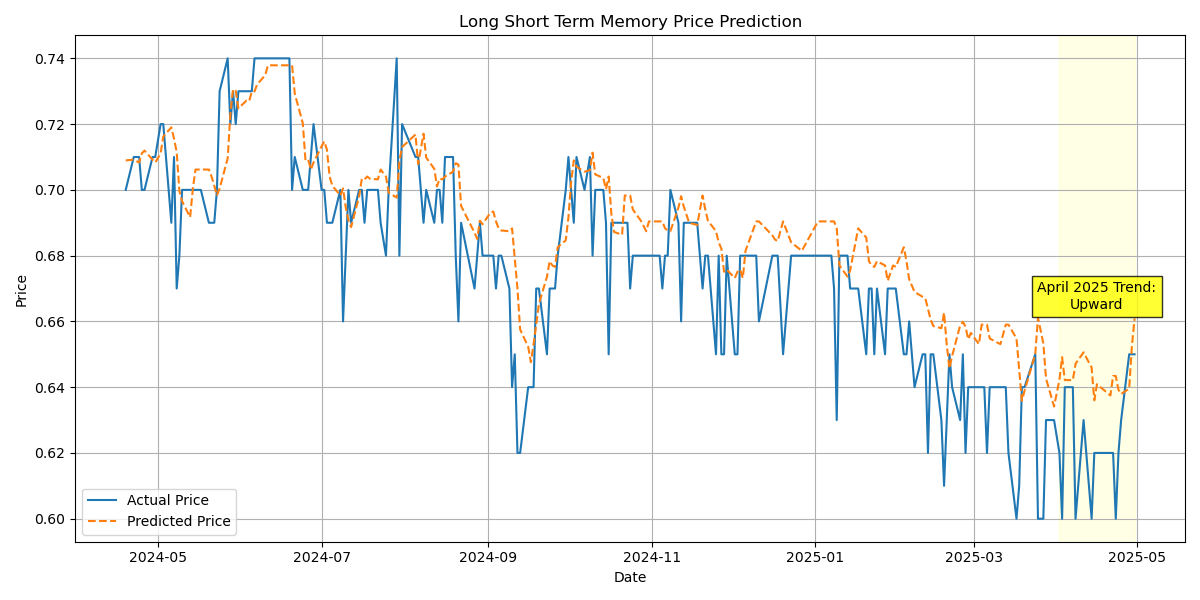 Long Short Term Memory Price Prediction
0.74
0.72
0.70
0.68
0.66
0.64
0.62
0.60
Price
April 2025 Trend:
Upward
Actual Price
Predicted Price
2024-05
2024-07
2024-09
2024-11
2025-01
2025-03
2025-05
Date